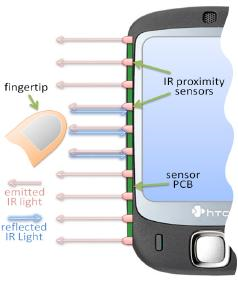 fingertip
IR proximity
sensors
sensor
PCB
emitted
IR light
reflected
IR Light
htc